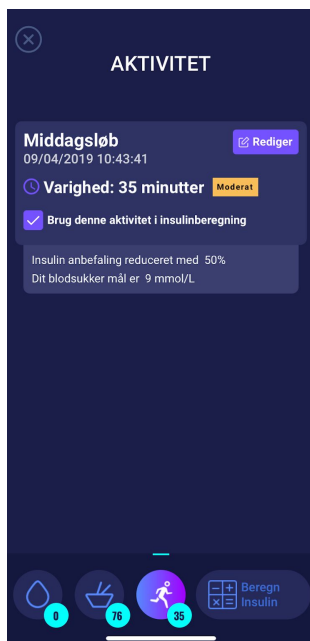 AKTIVITET
Middagsløb
Rediger
09/04/2019 10:43:41
Varighed: 35 minutter Moderat
Brug denne aktivitet i insulinberegning
Insulin anbefaling reduceret med 50%
Dit blodsukker mål er 9 mmol/L
0
76
35
Beregn
Insulin